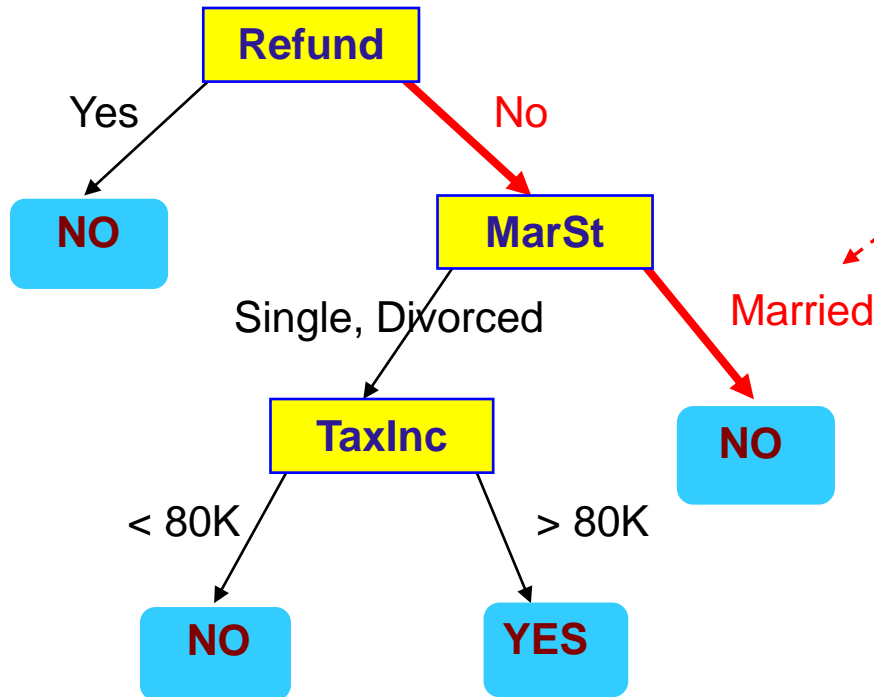 Refund
Yes
No
NO
MarSt
Single, Divorced
Married
TaxInc
NO
< 80K
> 80K
NO
YES